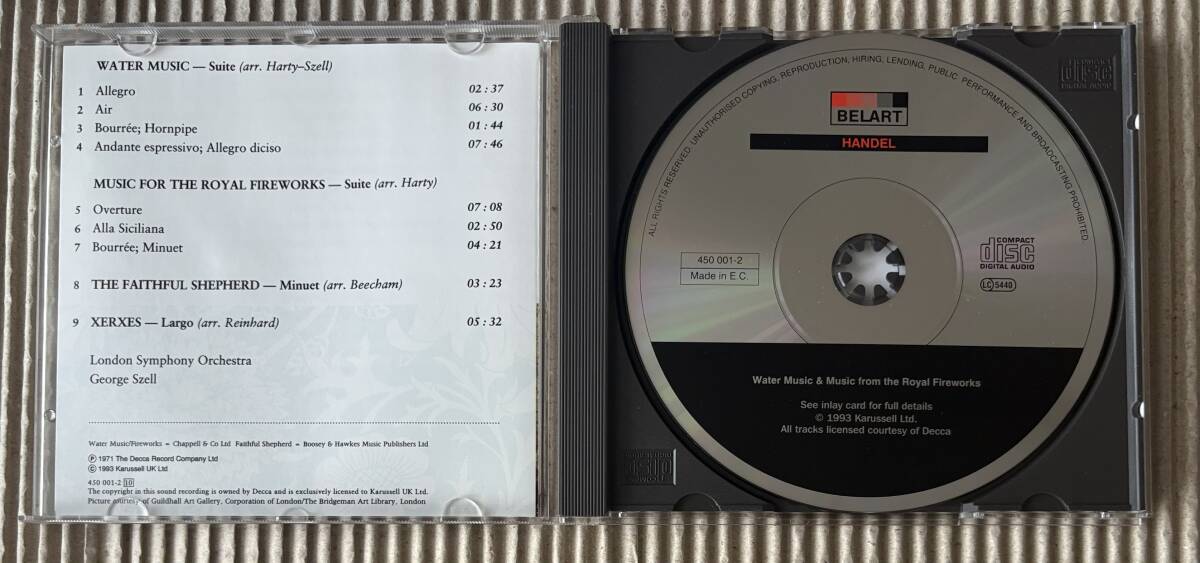 WATER MUSIC — Suite (arr. Harty–Szell)
1 Allegro 02 : 37
2 Air 06 : 30
3 Bourrée; Hornpipe 01 : 44
4 Andante espressivo; Allegro diciso 07 : 46
MUSIC FOR THE ROYAL FIREWORKS — Suite (arr. Harty)
5 Overture 07 : 08
6 Alla Siciliana 02 : 50
7 Bourrée; Minuet 04 : 21
8 THE FAITHFUL SHEPHERD — Minuet (arr. Beecham) 03 : 23
9 XERXES — Largo (arr. Reinhard) 05 : 32
London Symphony Orchestra
George Szell
Water Music/Fireworks – Chappell & Co Ltd Faithful Shepherd – Boosey & Hawkes Music Publishers Ltd
℗ 1971 The Decca Record Company Ltd
© 1993 Karussell UK Ltd
450 001-2 10
The copyright in this sound recording is owned by Decca and is exclusively licensed to Karussell UK Ltd.
Picture courtesy of Guildhall Art Gallery, Corporation of London/The Bridgeman Art Library, London.
ALL RIGHTS RESERVED. UNAUTHORISED COPYING, REPRODUCTION, HIRING, LENDING, PUBLIC PERFORMANCE AND BROADCASTING PROHIBITED.
BELART
HANDEL
450 001-2
Made in E.C.
COMPACT
disc
DIGITAL AUDIO
LC 5440
Water Music & Music from the Royal Fireworks
See inlay card for full details
© 1993 Karussell Ltd.
All tracks licensed courtesy of Decca
COMPACT
disc
DIGITAL AUDIO
COMPACT
disc
DIGITAL AUDIO